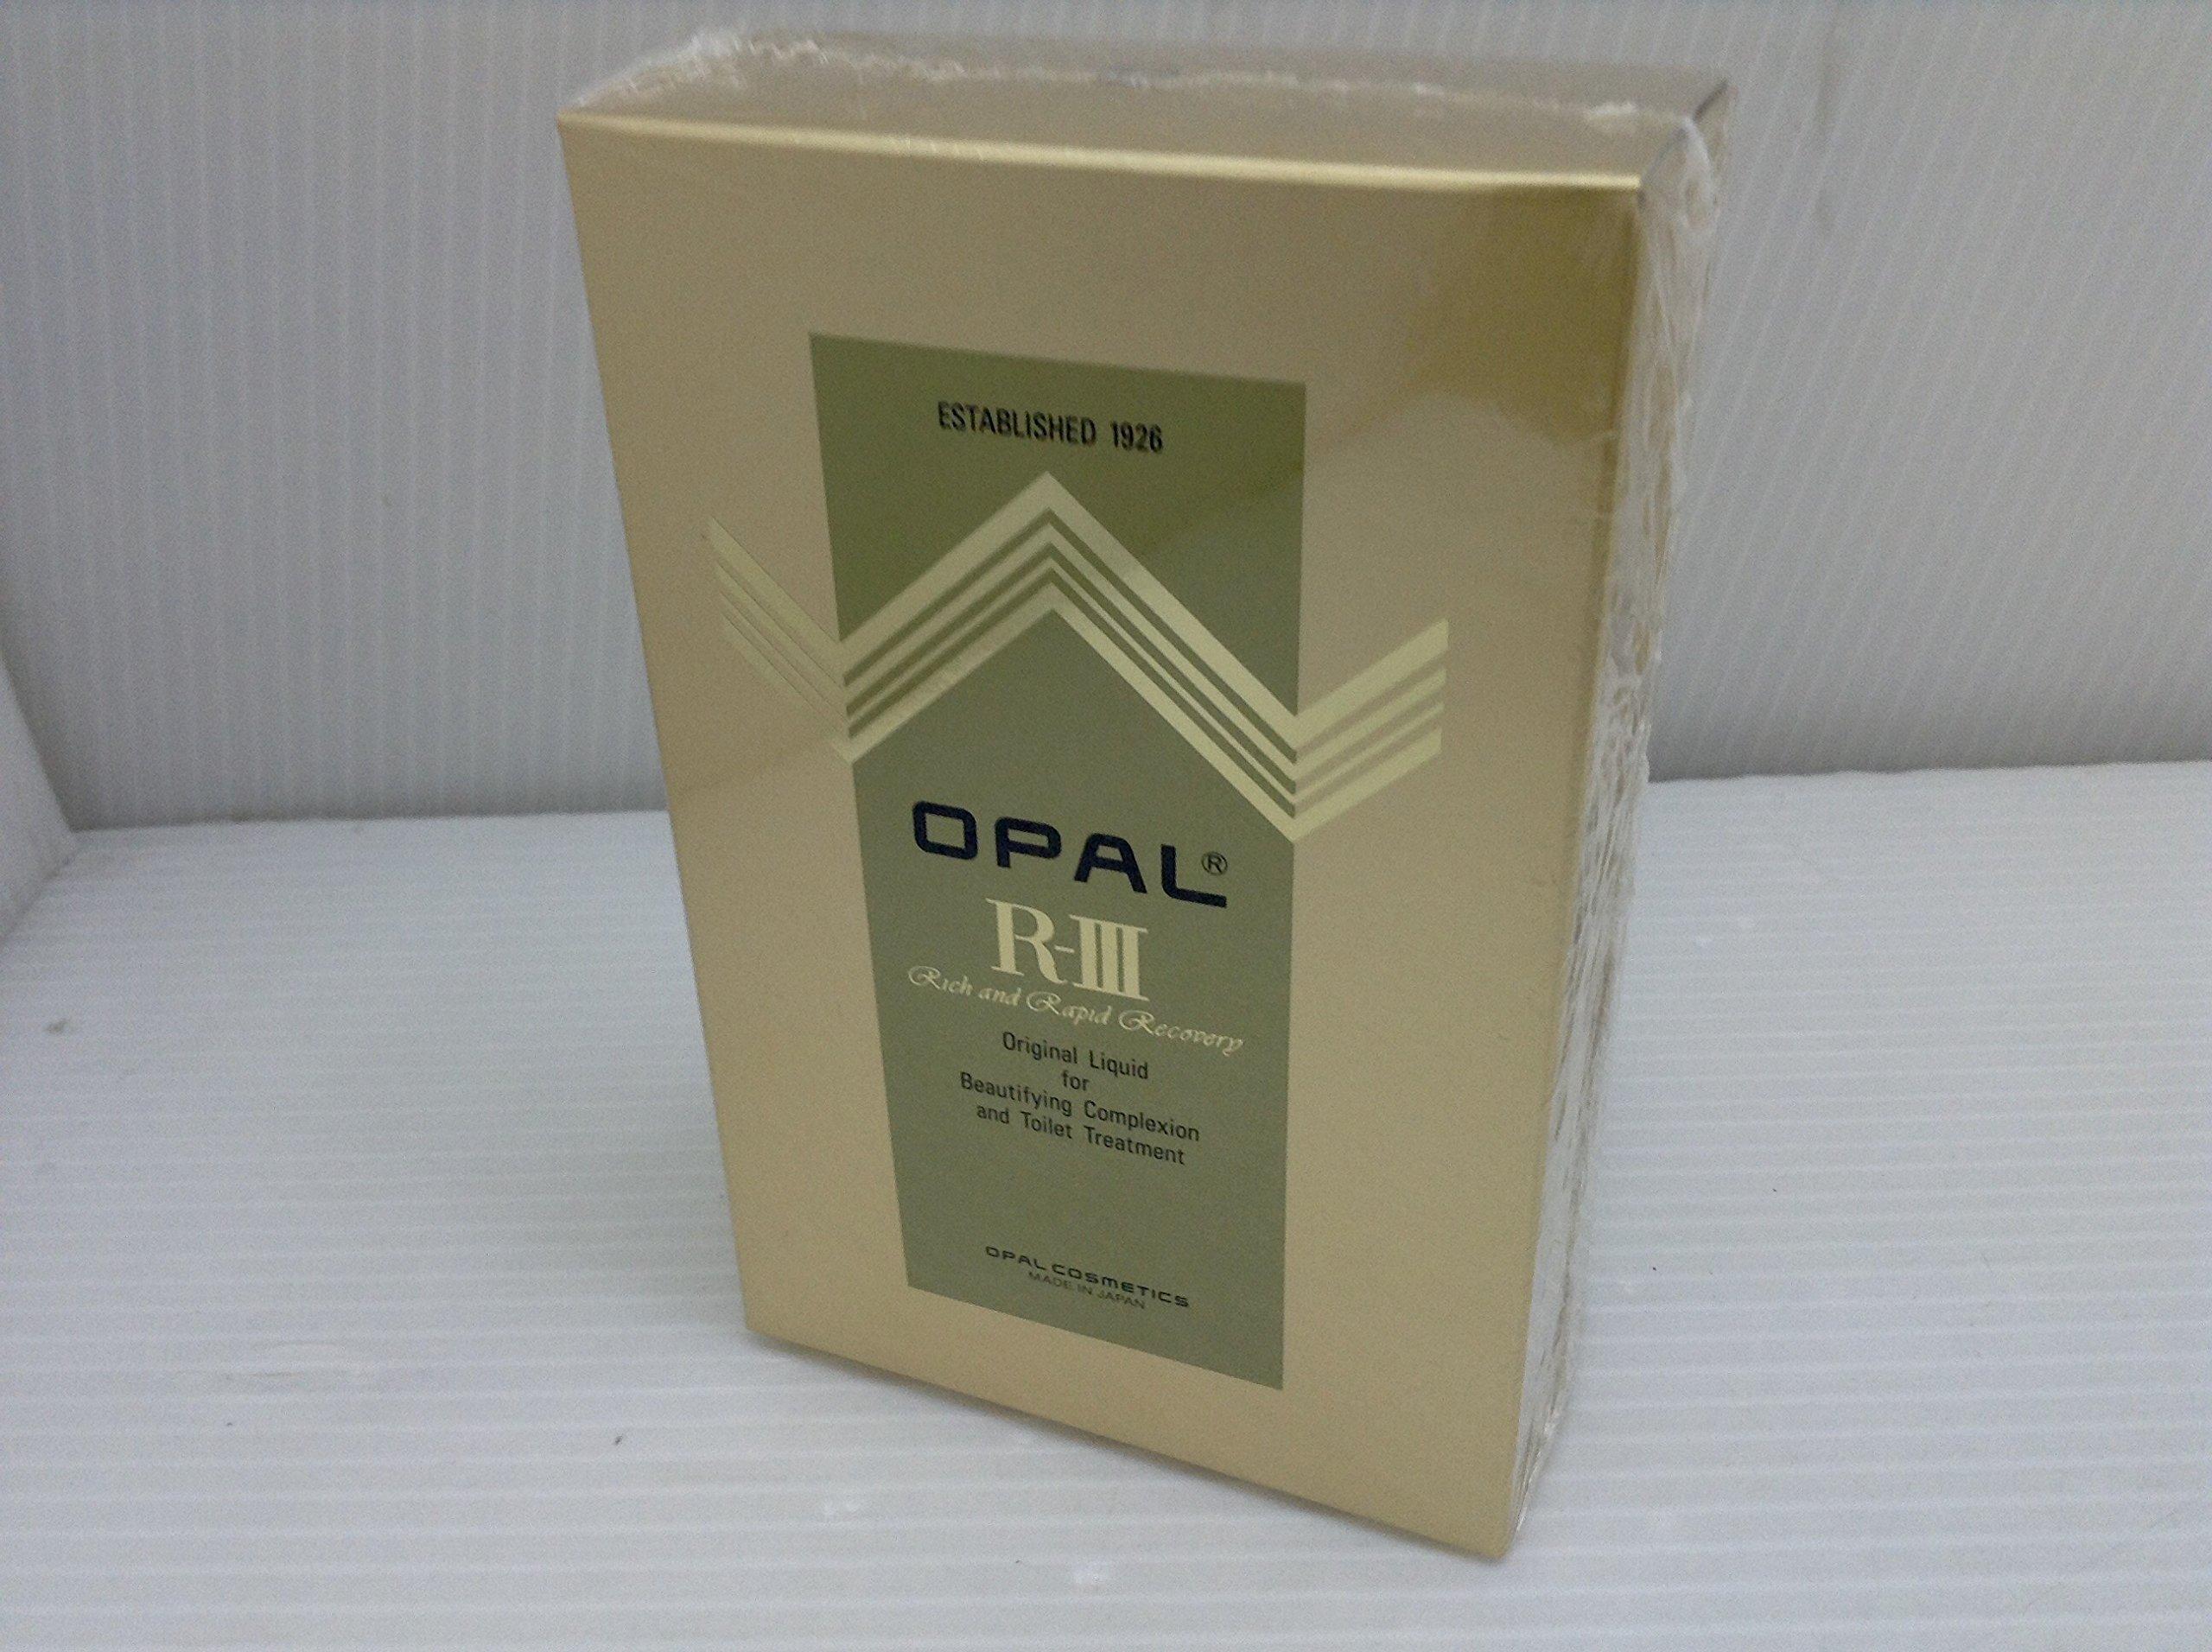 ESTABLISHED 1926
OPAL®
R-III
Rich and Rapid Recovery
Original Liquid
for
Beautifying Complexion
and Toilet Treatment
OPAL COSMETICS
MADE IN JAPAN